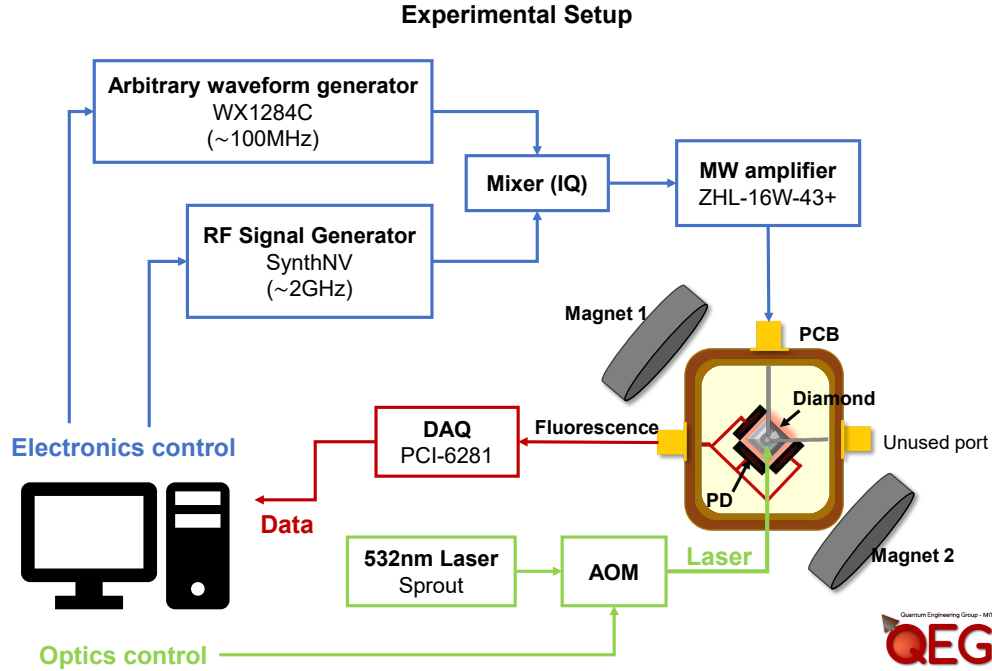 Experimental Setup
Arbitrary waveform generator
WX1284C
(~100MHz)
Mixer (IQ)
MW amplifier
ZHL-16W-43+
RF Signal Generator
SynthNV
(~2GHz)
Magnet 1
PCB
Diamond
Electronics control
DAQ
PCI-6281
Fluorescence
Unused port
PD
Data
532nm Laser
Sprout
AOM
Laser
Magnet 2
Optics control
Quantum Engineering Group - MIT
QEG